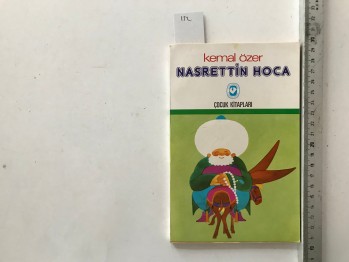 kemal özer
NASRETTİN HOCA
ÇOCUK KİTAPLARI